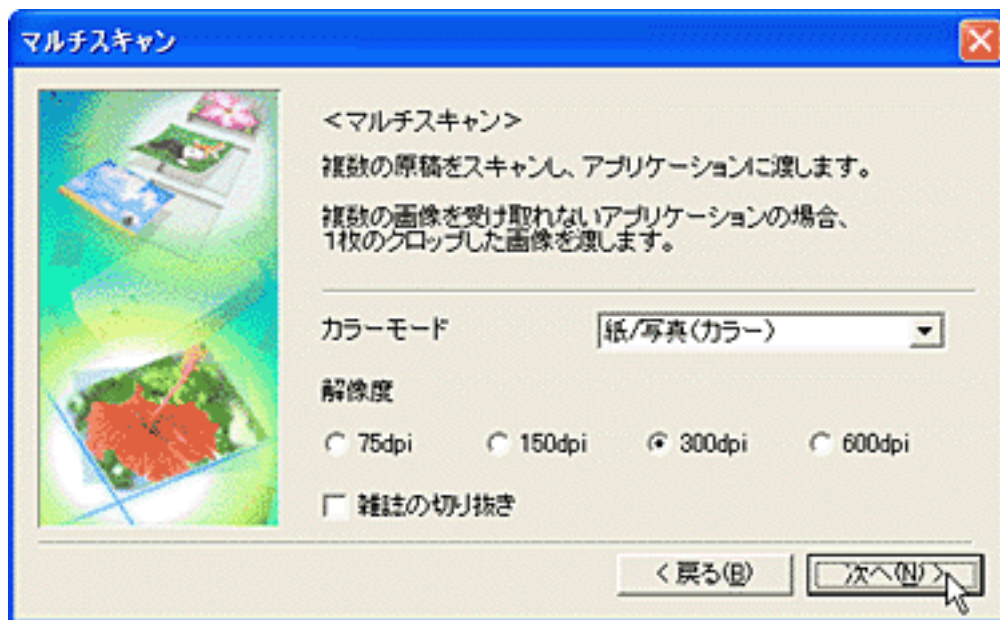 マルチスキャン
<マルチスキャン>
複数の原稿をスキャンし、アプリケーションに渡します。
複数の画像を受け取れないアプリケーションの場合、
1枚のクロップした画像を渡します。
カラーモード 紙/写真(カラー)
解像度
75dpi 150dpi 300dpi 600dpi
雑誌の切り抜き
< 戻る(B) 次へ(N) >